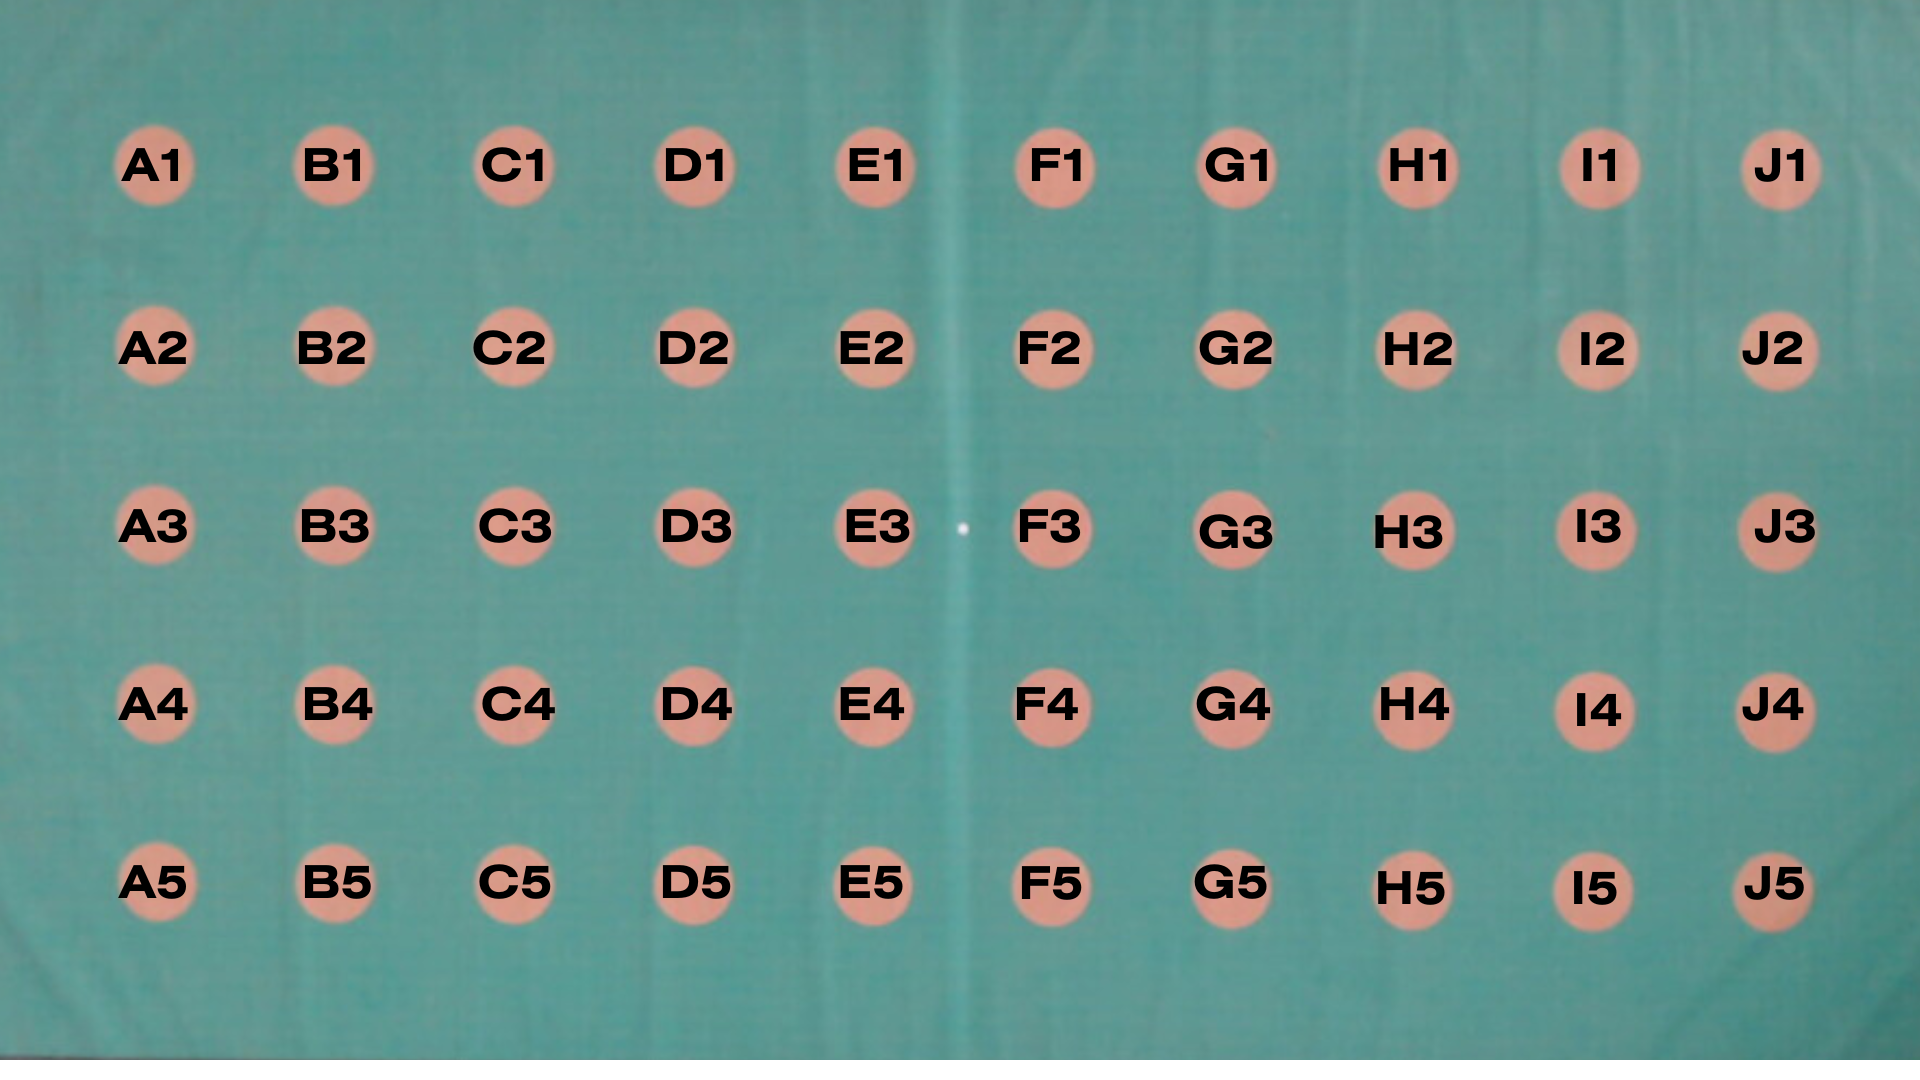 A1 B1 C1 D1 E1 F1 G1 H1 I1 J1
A2 B2 C2 D2 E2 F2 G2 H2 I2 J2
A3 B3 C3 D3 E3 F3 G3 H3 I3 J3
A4 B4 C4 D4 E4 F4 G4 H4 I4 J4
A5 B5 C5 D5 E5 F5 G5 H5 I5 J5